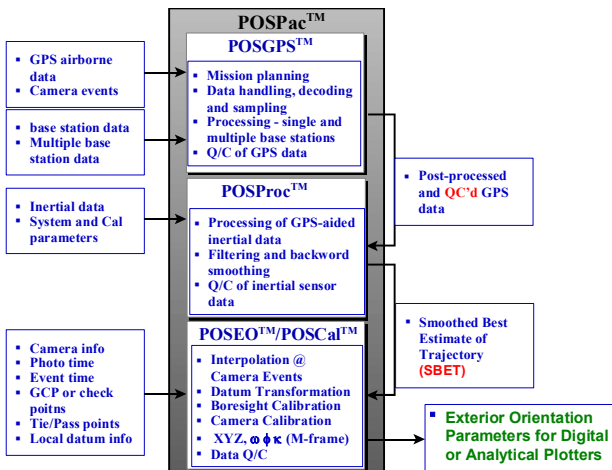 POSPac™
POSGPS™
▪ GPS airborne
data
▪ Camera events
▪ Mission planning
▪ Data handling, decoding
and sampling
▪ Processing - single and
multiple base stations
▪ Q/C of GPS data
▪ base station data
▪ Multiple base
station data
▪ Post-processed
and QC'd GPS
data
▪ Inertial data
▪ System and Cal
parameters
POSProc™
▪ Processing of GPS-aided
inertial data
▪ Filtering and backword
smoothing
▪ Q/C of inertial sensor
data
▪ Smoothed Best
Estimate of
Trajectory
(SBET)
POSEO™/POSCal™
▪ Camera info
▪ Photo time
▪ Event time
▪ GCP or check
poitns
▪ Tie/Pass points
▪ Local datum info
▪ Interpolation @
Camera Events
▪ Datum Transformation
▪ Boresight Calibration
▪ Camera Calibration
▪ XYZ, ω ϕ κ (M-frame)
▪ Data Q/C
▪ Exterior Orientation
Parameters for Digital
or Analytical Plotters